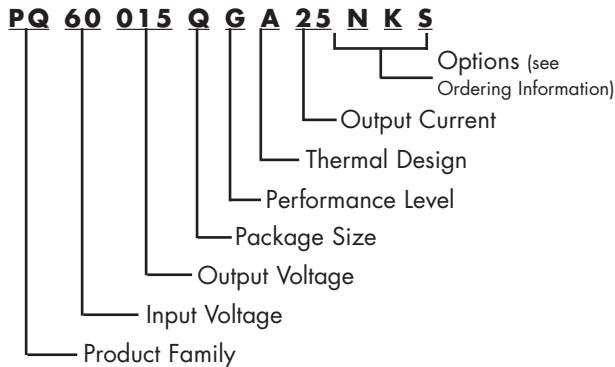 PQ 60 015 Q G A 25 N K S
Options (see
Ordering Information)
Output Current
Thermal Design
Performance Level
Package Size
Output Voltage
Input Voltage
Product Family